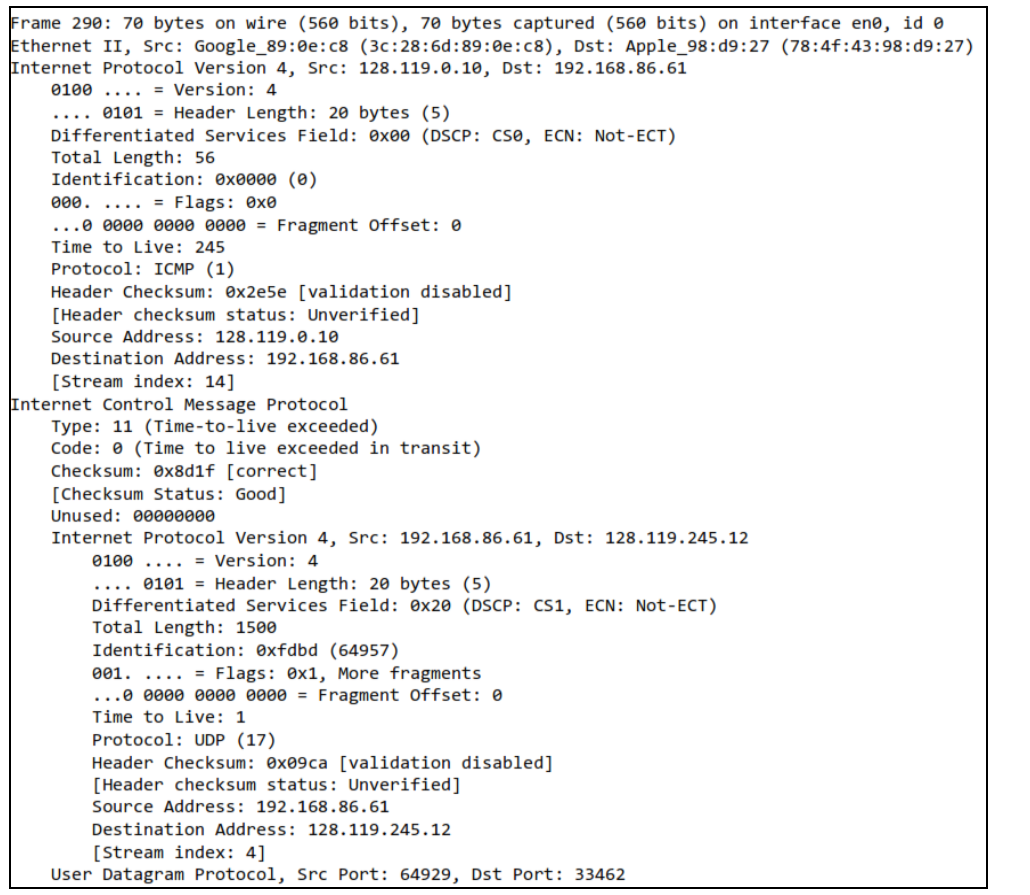 Frame 290: 70 bytes on wire (560 bits), 70 bytes captured (560 bits) on interface en0, id 0
Ethernet II, Src: Google_89:0e:c8 (3c:28:6d:89:0e:c8), Dst: Apple_98:d9:27 (78:4f:43:98:d9:27)
Internet Protocol Version 4, Src: 128.119.0.10, Dst: 192.168.86.61
0100 .... = Version: 4
.... 0101 = Header Length: 20 bytes (5)
Differentiated Services Field: 0x00 (DSCP: CS0, ECN: Not-ECT)
Total Length: 56
Identification: 0x0000 (0)
000. .... = Flags: 0x0
...0 0000 0000 0000 = Fragment Offset: 0
Time to Live: 245
Protocol: ICMP (1)
Header Checksum: 0x2e5e [validation disabled]
[Header checksum status: Unverified]
Source Address: 128.119.0.10
Destination Address: 192.168.86.61
[Stream index: 14]
Internet Control Message Protocol
Type: 11 (Time-to-live exceeded)
Code: 0 (Time to live exceeded in transit)
Checksum: 0x8d1f [correct]
[Checksum Status: Good]
Unused: 00000000
Internet Protocol Version 4, Src: 192.168.86.61, Dst: 128.119.245.12
0100 .... = Version: 4
.... 0101 = Header Length: 20 bytes (5)
Differentiated Services Field: 0x20 (DSCP: CS1, ECN: Not-ECT)
Total Length: 1500
Identification: 0xfdbd (64957)
001. .... = Flags: 0x1, More fragments
...0 0000 0000 0000 = Fragment Offset: 0
Time to Live: 1
Protocol: UDP (17)
Header Checksum: 0x09ca [validation disabled]
[Header checksum status: Unverified]
Source Address: 192.168.86.61
Destination Address: 128.119.245.12
[Stream index: 4]
User Datagram Protocol, Src Port: 64929, Dst Port: 33462